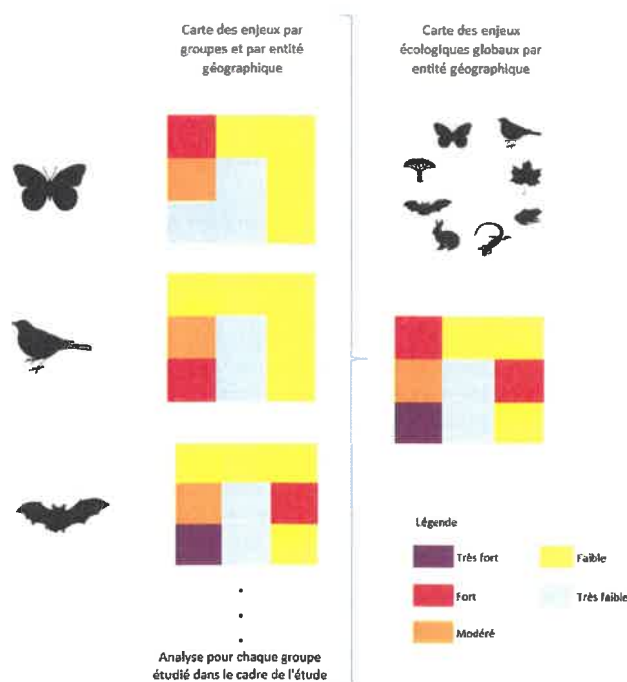 Carte des enjeux par
groupes et par entité
géographique
Carte des enjeux
écologiques globaux par
entité géographique
Légende
Très fort
Faible
Fort
Très faible
Modéré
Analyse pour chaque groupe
étudié dans le cadre de l'étude